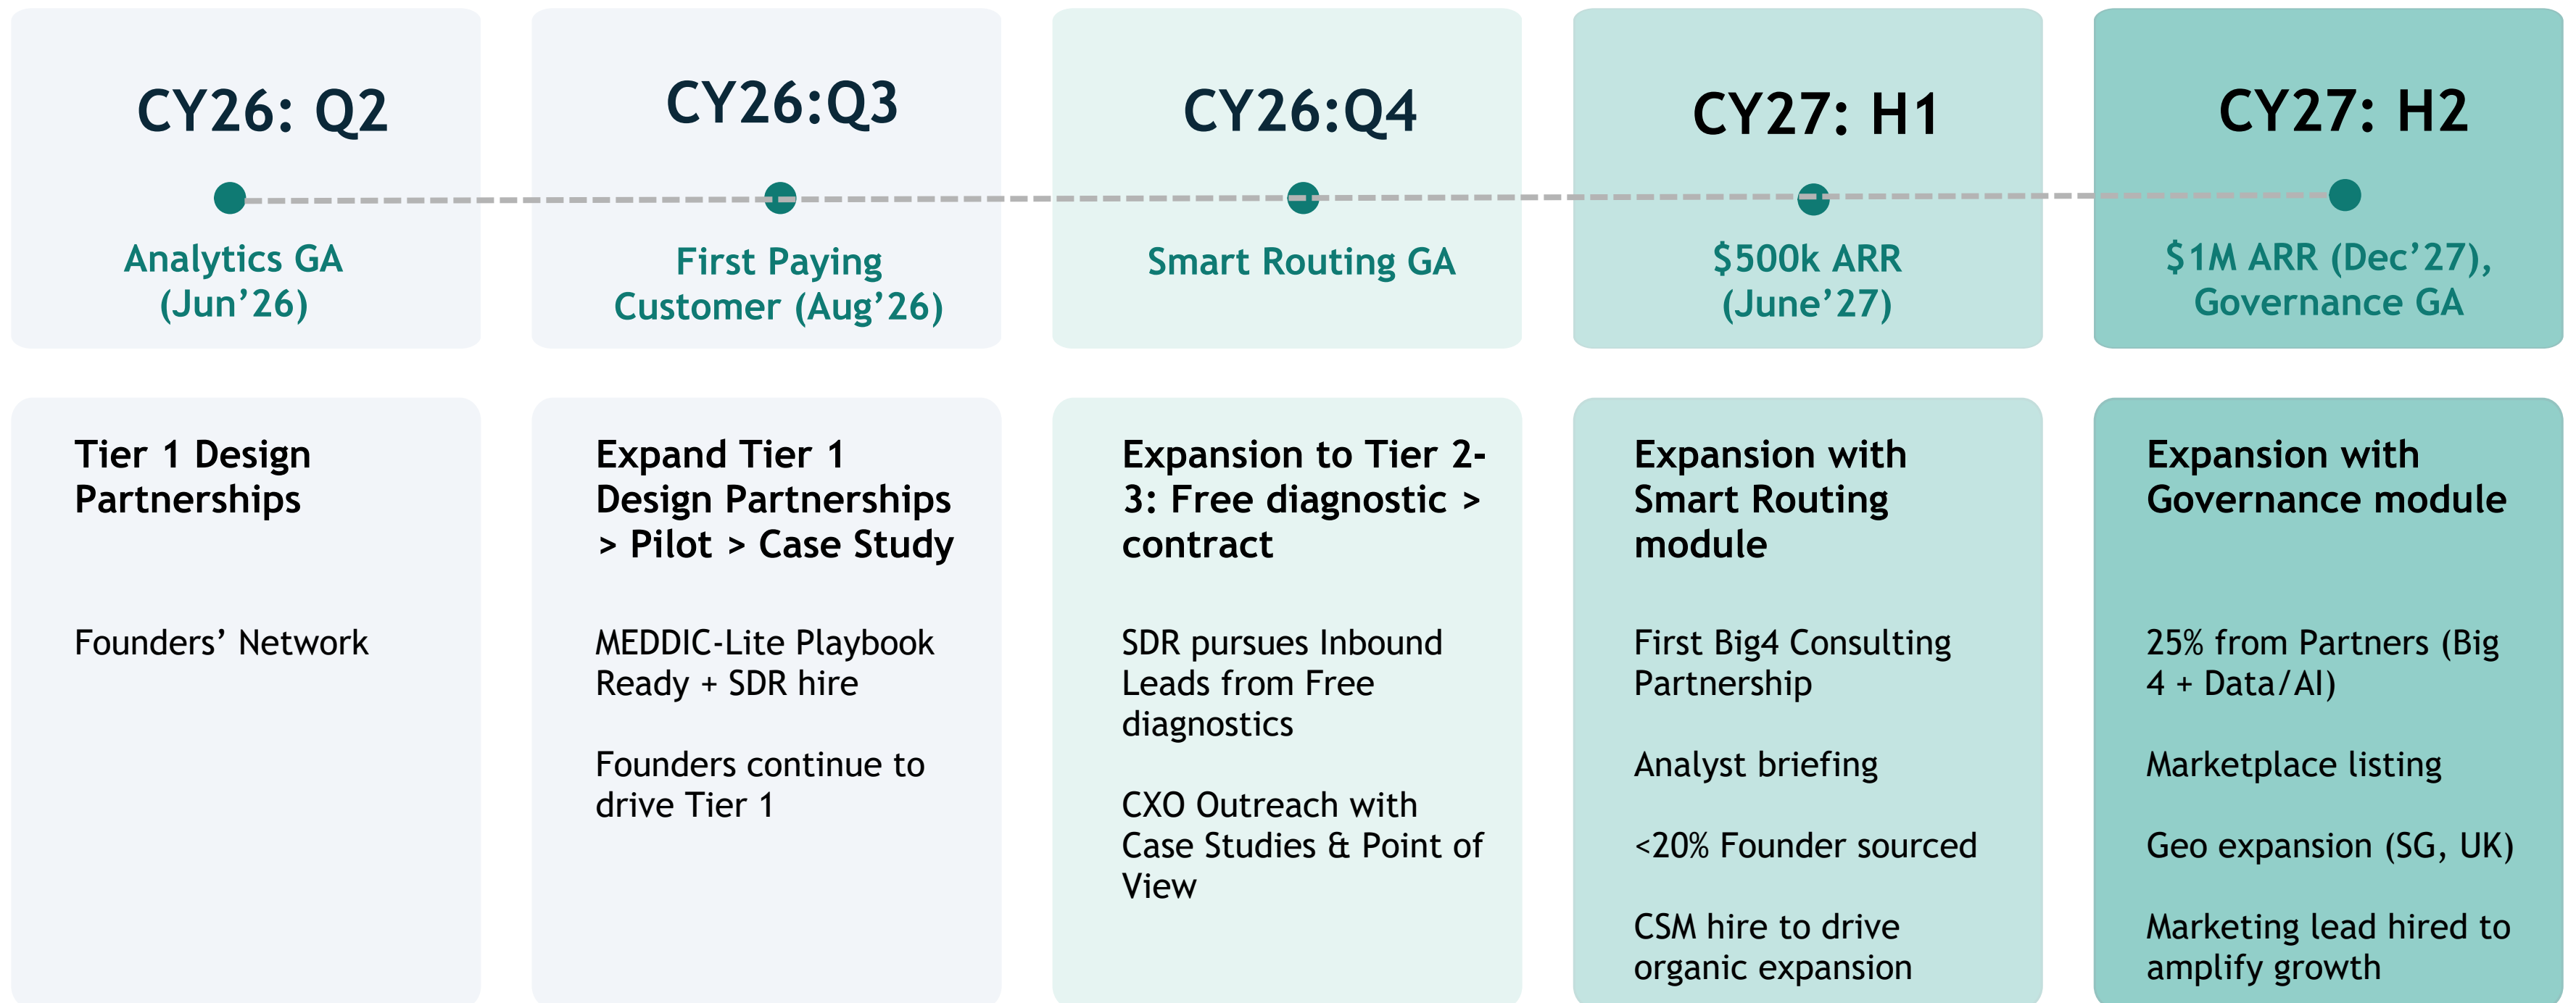 CY26: Q2
CY26:Q3
CY26:Q4
CY27: H1
CY27: H2
Analytics GA
(Jun’26)
First Paying
Customer (Aug’26)
Smart Routing GA
$500k ARR
(June’27)
$1M ARR (Dec’27),
Governance GA
Tier 1 Design
Partnerships
Founders’ Network
Expand Tier 1
Design Partnerships
> Pilot > Case Study
MEDDIC-Lite Playbook
Ready + SDR hire
Founders continue to
drive Tier 1
Expansion to Tier 2-
3: Free diagnostic >
contract
SDR pursues Inbound
Leads from Free
diagnostics
CXO Outreach with
Case Studies & Point of
View
Expansion with
Smart Routing
module
First Big4 Consulting
Partnership
Analyst briefing
<20% Founder sourced
CSM hire to drive
organic expansion
Expansion with
Governance module
25% from Partners (Big
4 + Data/AI)
Marketplace listing
Geo expansion (SG, UK)
Marketing lead hired to
amplify growth